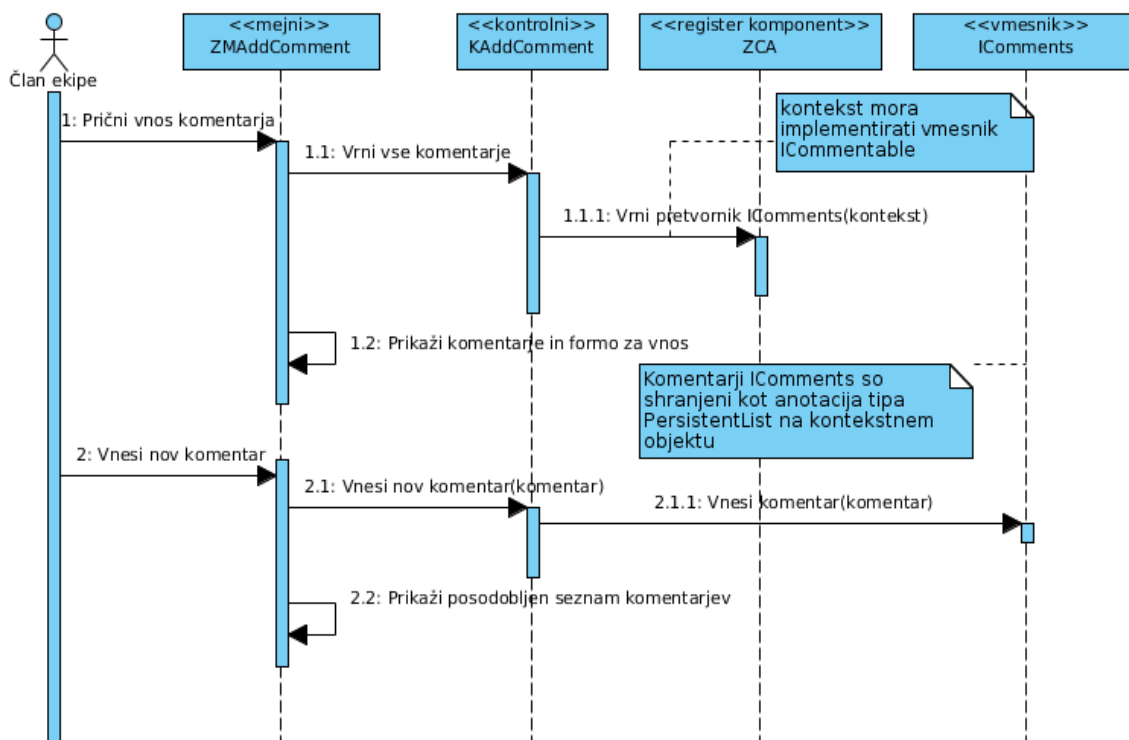 <<mejni>>
ZMAddComment
<<kontrolni>>
KAddComment
<<register komponent>>
ZCA
<<vmesnik>>
IComments
Član ekipe
kontekst mora
implementirati vmesnik
ICommentable
1: Prični vnos komentarja
1.1: Vrni vse komentarje
1.1.1: Vrni pretvornik IComments(kontekst)
1.2: Prikaži komentarje in formo za vnos
Komentarji IComments so
shranjeni kot anotacija tipa
PersistentList na kontekstnem
objektu
2: Vnesi nov komentar
2.1: Vnesi nov komentar(komentar)
2.1.1: Vnesi komentar(komentar)
2.2: Prikaži posodobljen seznam komentarjev